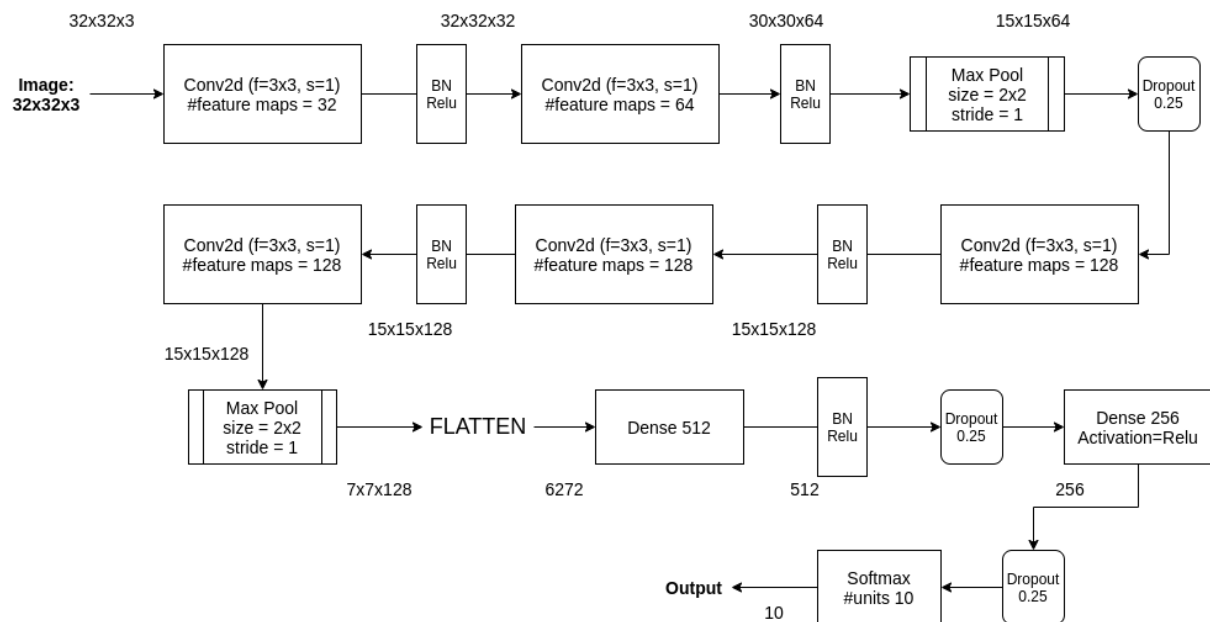 32x32x3
32x32x32
30x30x64
15x15x64
Image:
32x32x3
Conv2d (f=3x3, s=1)
#feature maps = 32
BN
Relu
Conv2d (f=3x3, s=1)
#feature maps = 64
BN
Relu
Max Pool
size = 2x2
stride = 1
Dropout
0.25
Conv2d (f=3x3, s=1)
#feature maps = 128
BN
Relu
Conv2d (f=3x3, s=1)
#feature maps = 128
BN
Relu
Conv2d (f=3x3, s=1)
#feature maps = 128
15x15x128
15x15x128
15x15x128
Max Pool
size = 2x2
stride = 1
FLATTEN
Dense 512
BN
Relu
Dropout
0.25
Dense 256
Activation=Relu
7x7x128
6272
512
256
Output
Softmax
#units 10
Dropout
0.25
10